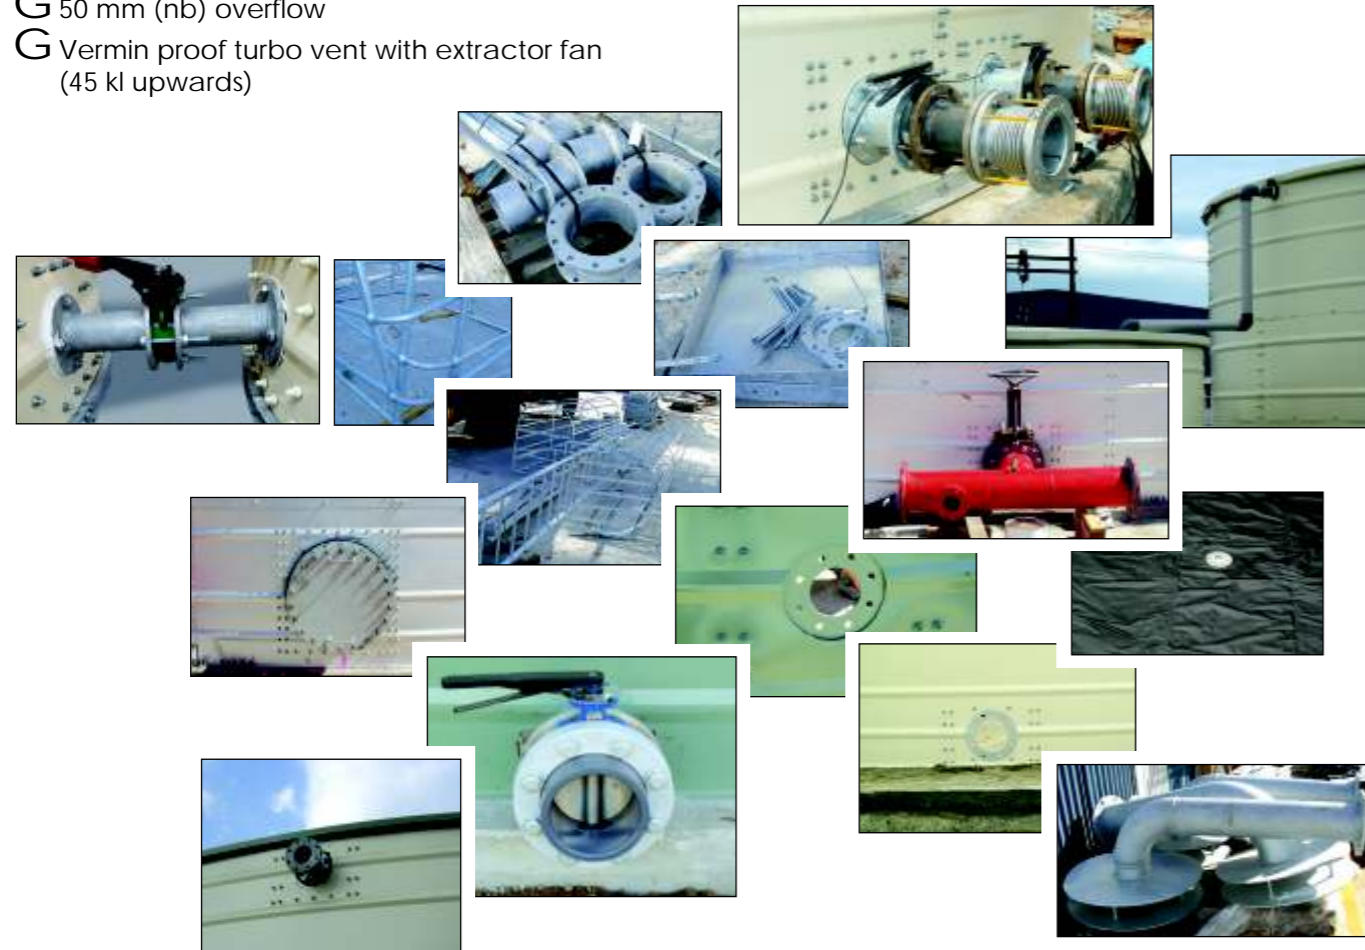 G 50 mm (nb) overflow
G Vermin proof turbo vent with extractor fan
(45 kl upwards)